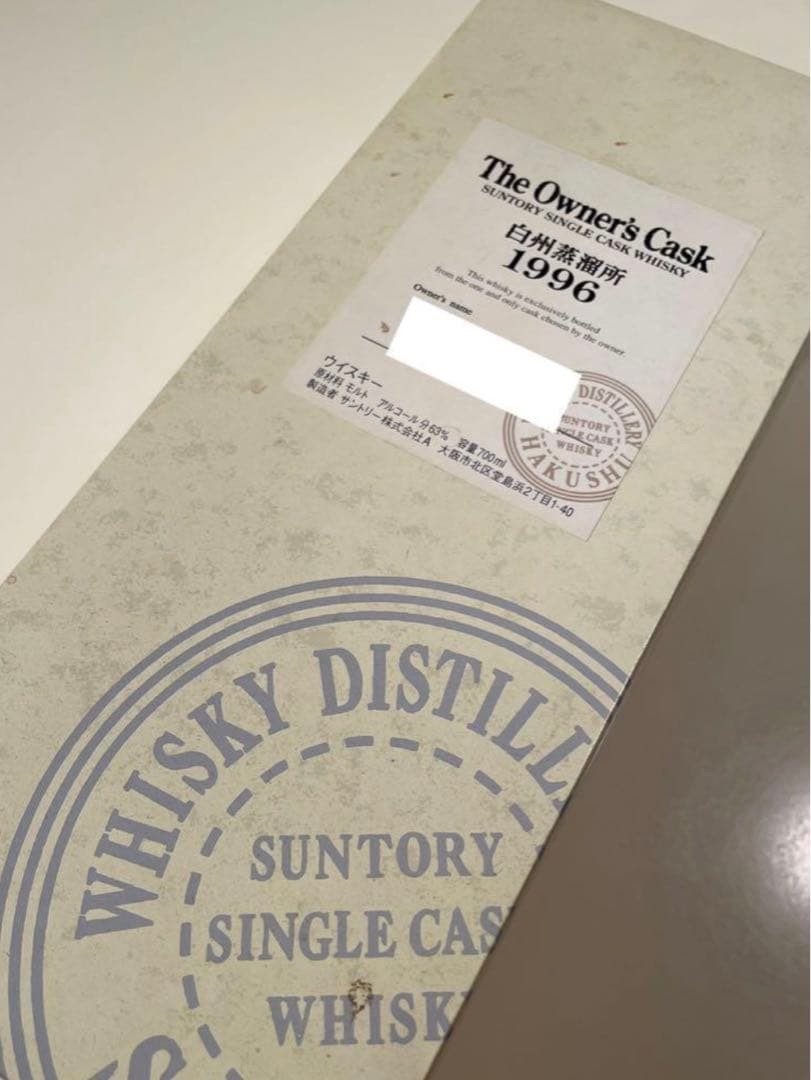 The Owner's Cask
SUNTORY SINGLE CASK WHISKY
白州蒸溜所
1996
This whisky is exclusively bottled
from the one and only cask chosen by the owner.
Owner's name
ウイスキー
原材料 モルト アルコール分63% 容量700ml
製造者 サントリー株式会社A 大阪市北区堂島浜2丁目1-40
DISTILLERY
SUNTORY
SINGLE CASK
WHISKY
HAKUSHU
WHISKY DISTILLERY
SUNTORY
SINGLE CAS
WHISK